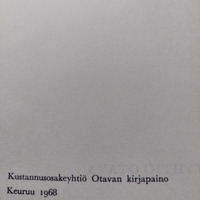 Kustannusosakeyhtiö Otavan kirjapaino
Keuruu 1968